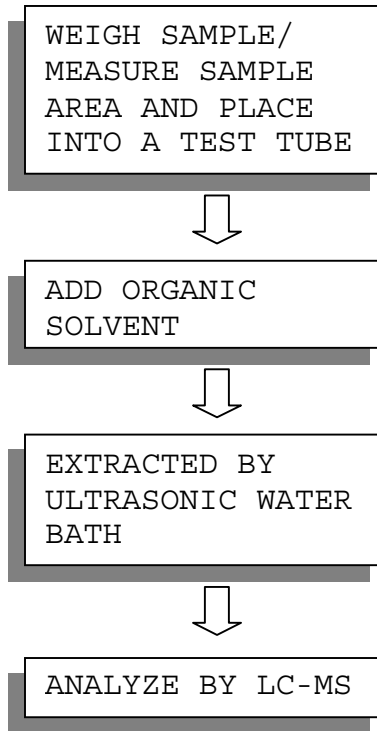 WEIGH SAMPLE/
MEASURE SAMPLE
AREA AND PLACE
INTO A TEST TUBE
ADD ORGANIC
SOLVENT
EXTRACTED BY
ULTRASONIC WATER
BATH
ANALYZE BY LC-MS